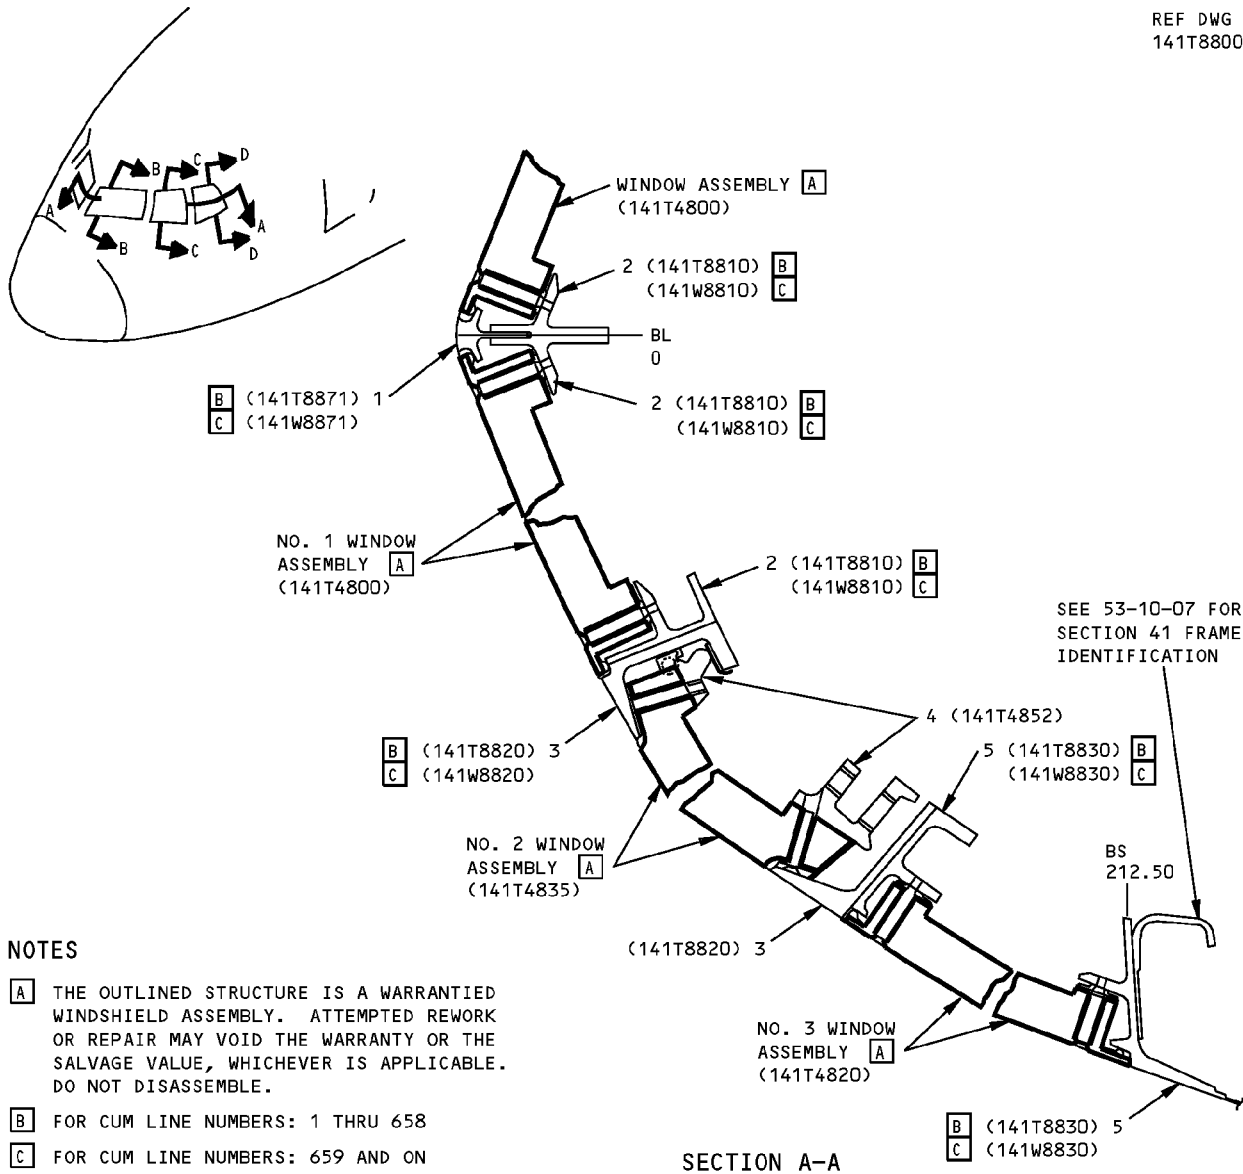 REF DWG
141T8800
B
C
D
A
B
C
D
A
WINDOW ASSEMBLY A
(141T4800)
2 (141T8810) B
(141W8810) C
BL
0
B (141T8871) 1
C (141W8871)
2 (141T8810) B
(141W8810) C
NO. 1 WINDOW
ASSEMBLY A
(141T4800)
2 (141T8810) B
(141W8810) C
SEE 53-10-07 FOR
SECTION 41 FRAME
IDENTIFICATION
4 (141T4852)
B (141T8820) 3
C (141W8820)
5 (141T8830) B
(141W8830) C
NO. 2 WINDOW
ASSEMBLY A
(141T4835)
BS
212.50
(141T8820) 3
NO. 3 WINDOW
ASSEMBLY A
(141T4820)
B (141T8830) 5
C (141W8830)
NOTES
A THE OUTLINED STRUCTURE IS A WARRANTIED
WINDSHIELD ASSEMBLY. ATTEMPTED REWORK
OR REPAIR MAY VOID THE WARRANTY OR THE
SALVAGE VALUE, WHICHEVER IS APPLICABLE.
DO NOT DISASSEMBLE.
B FOR CUM LINE NUMBERS: 1 THRU 658
C FOR CUM LINE NUMBERS: 659 AND ON
SECTION A-A